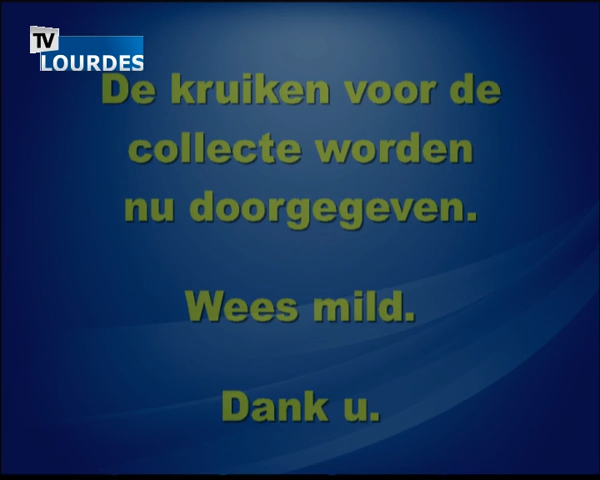 TV
LOURDES
De kruiken voor de
collecte worden
nu doorgegeven.
Wees mild.
Dank u.